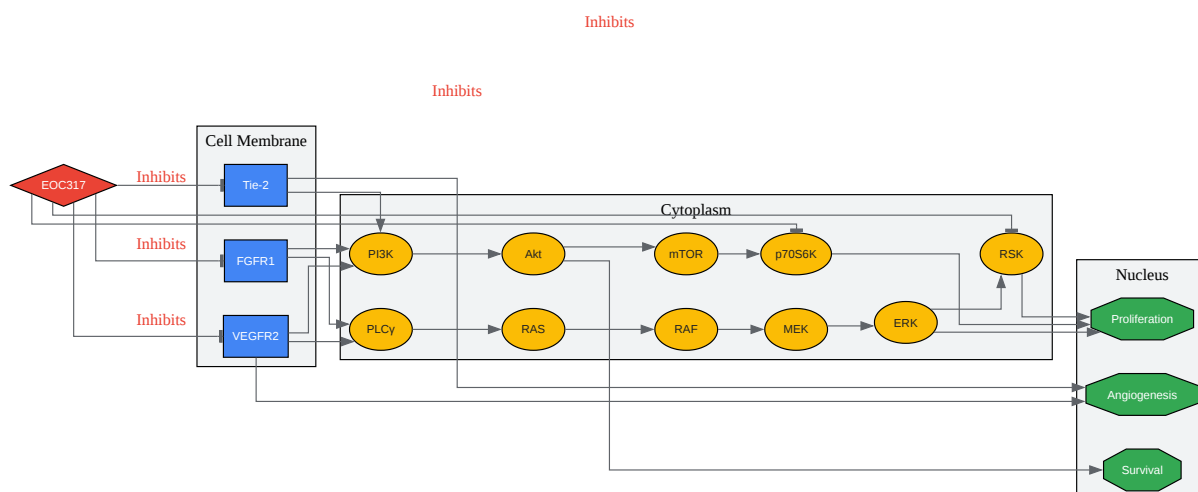 Inhibits
Inhibits
Cell Membrane
EOC317
Inhibits
Tie-2
Cytoplasm
Inhibits
FGFR1
PI3K
Akt
mTOR
p70S6K
RSK
Nucleus
Inhibits
VEGFR2
PLCγ
RAS
RAF
MEK
ERK
Proliferation
Angiogenesis
Survival